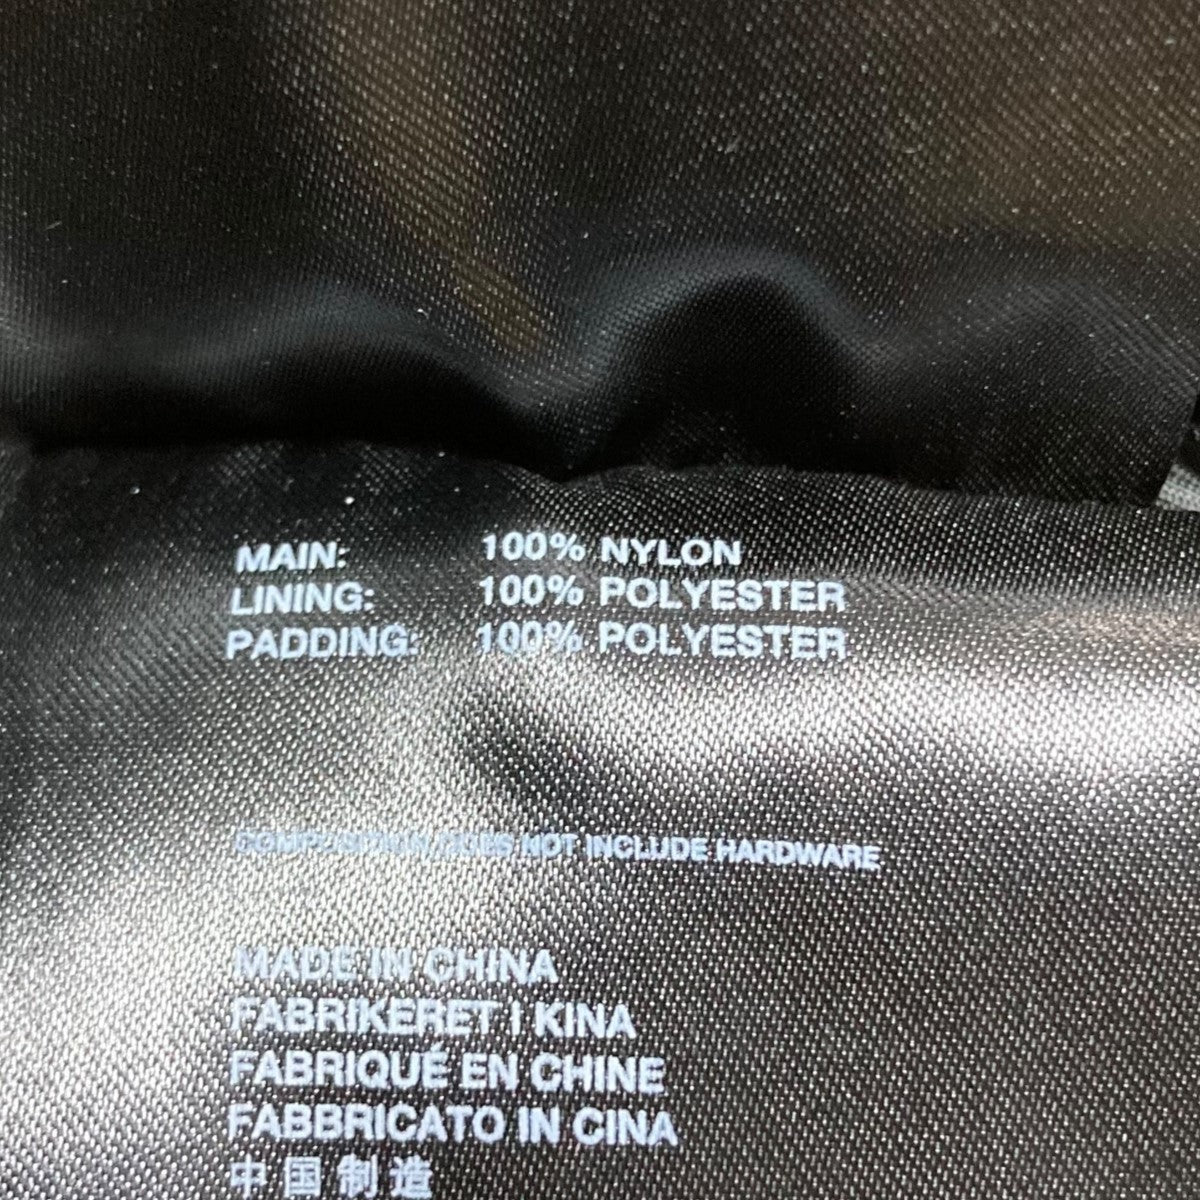 MAIN: 100% NYLON
LINING: 100% POLYESTER
PADDING: 100% POLYESTER
COMPOSITION DOES NOT INCLUDE HARDWARE
MADE IN CHINA
FABRIKERET I KINA
FABRIQUÉ EN CHINE
FABBRICATO IN CINA
中国制造